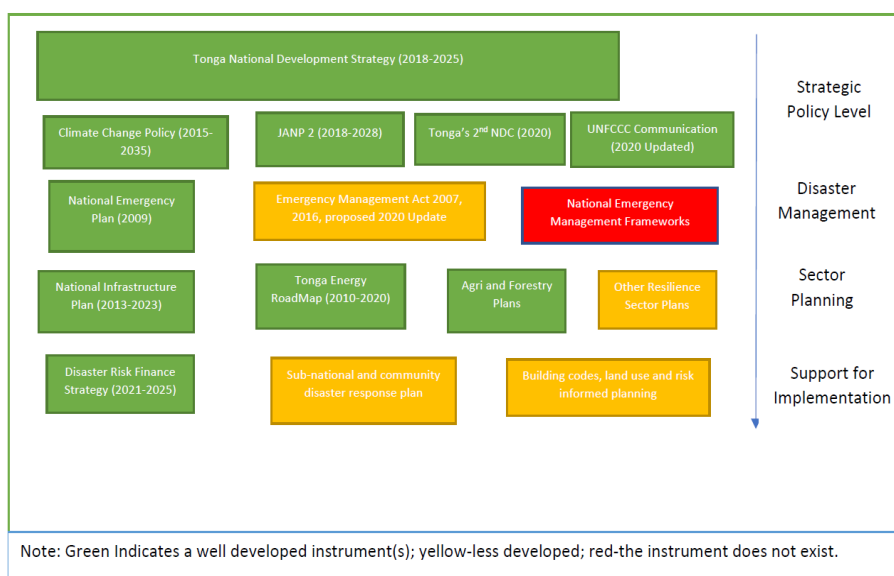 Tonga National Development Strategy (2018-2025)
Strategic
Policy Level
Climate Change Policy (2015-
2035)
JANP 2 (2018-2028)
Tonga's 2nd NDC (2020)
UNFCCC Communication
(2020 Updated)
National Emergency
Plan (2009)
Emergency Management Act 2007,
2016, proposed 2020 Update
National Emergency
Management Frameworks
Disaster
Management
National Infrastructure
Plan (2013-2023)
Tonga Energy
RoadMap (2010-2020)
Agri and Forestry
Plans
Other Resilience
Sector Plans
Sector
Planning
Disaster Risk Finance
Strategy (2021-2025)
Sub-national and community
disaster response plan
Building codes, land use and risk
informed planning
Support for
Implementation
Note: Green Indicates a well developed instrument(s); yellow-less developed; red-the instrument does not exist.